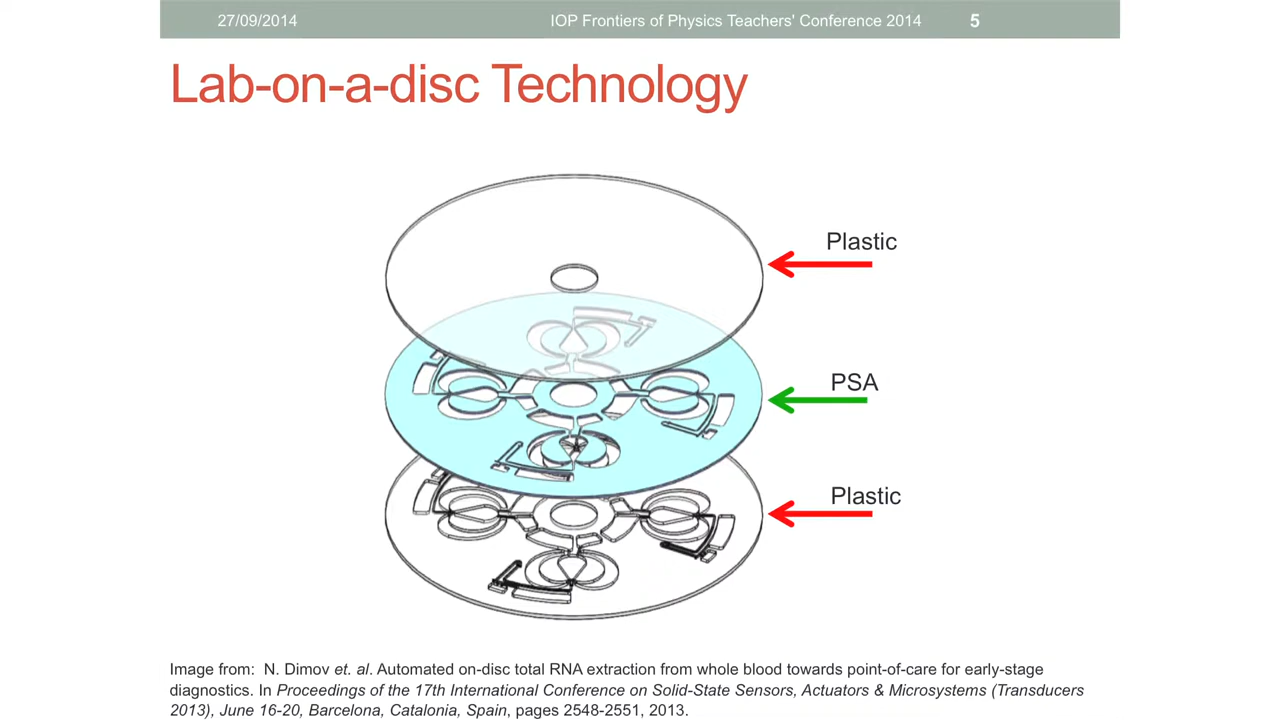 27/09/2014 IOP Frontiers of Physics Teachers' Conference 2014 5
Lab-on-a-disc Technology
Plastic
PSA
Plastic
Image from: N. Dimov et. al. Automated on-disc total RNA extraction from whole blood towards point-of-care for early-stage
diagnostics. In Proceedings of the 17th International Conference on Solid-State Sensors, Actuators & Microsystems (Transducers
2013), June 16-20, Barcelona, Catalonia, Spain, pages 2548-2551, 2013.